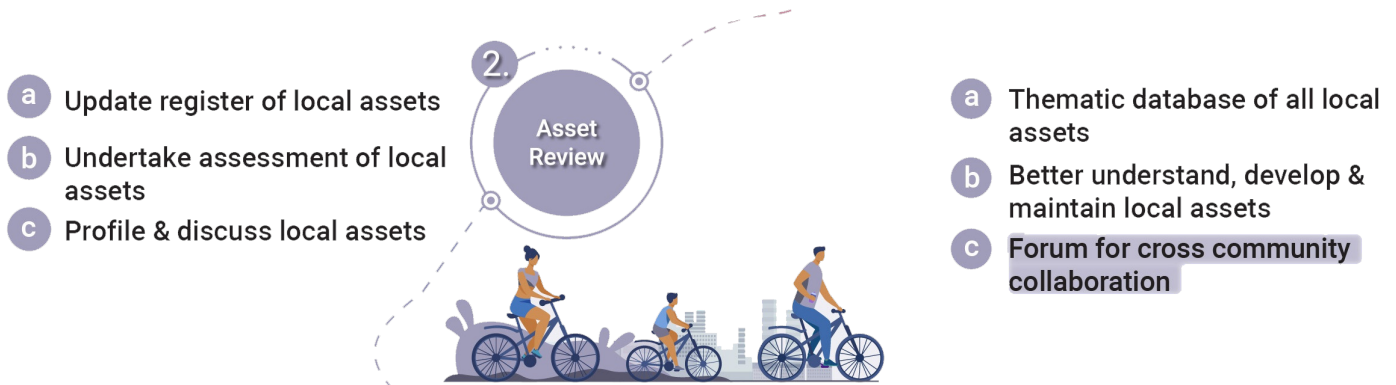 a Update register of local assets
b Undertake assessment of local
assets
c Profile & discuss local assets
2.
Asset
Review
a Thematic database of all local
assets
b Better understand, develop &
maintain local assets
c Forum for cross community
collaboration